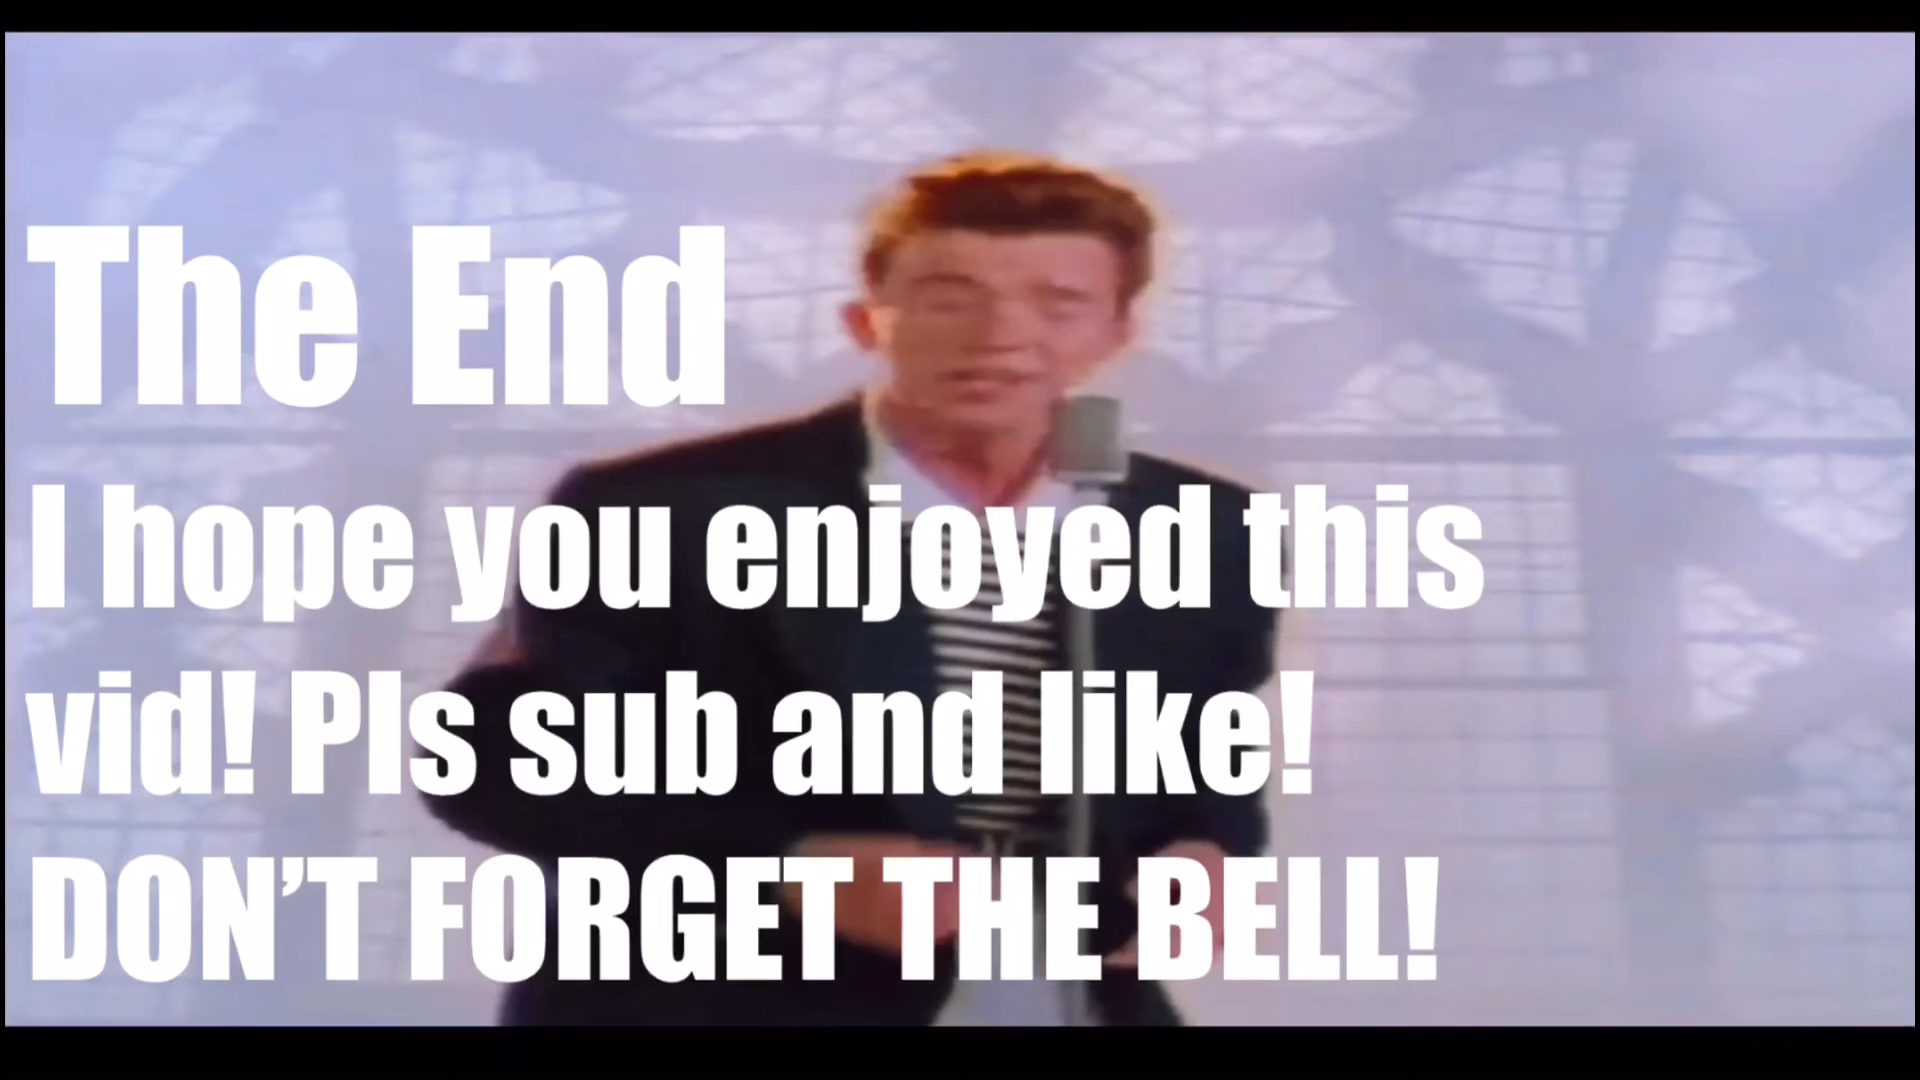 The End
I hope you enjoyed this
vid! Pls sub and like!
DON'T FORGET THE BELL!